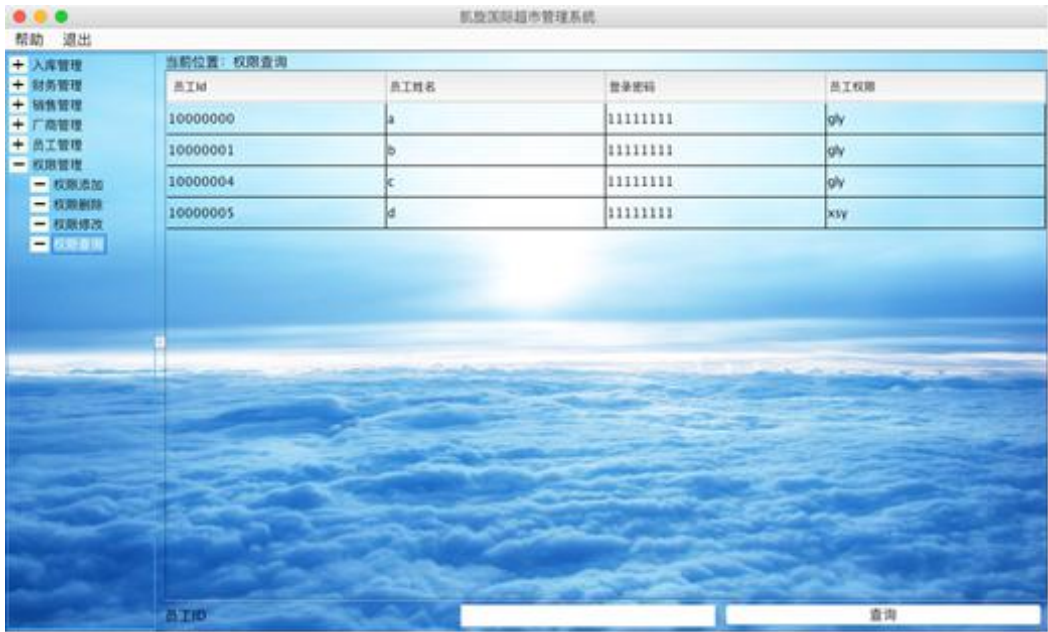 凯旋国际超市管理系统
帮助 退出
入库管理
财务管理
销售管理
厂商管理
员工管理
权限管理
权限添加
权限删除
权限修改
权限查询
当前位置：权限查询
员工Id 员工姓名 登录密码 员工权限
10000000 a 11111111 gly
10000001 b 11111111 gly
10000004 c 11111111 gly
10000005 d 11111111 xsy
员工ID 查询